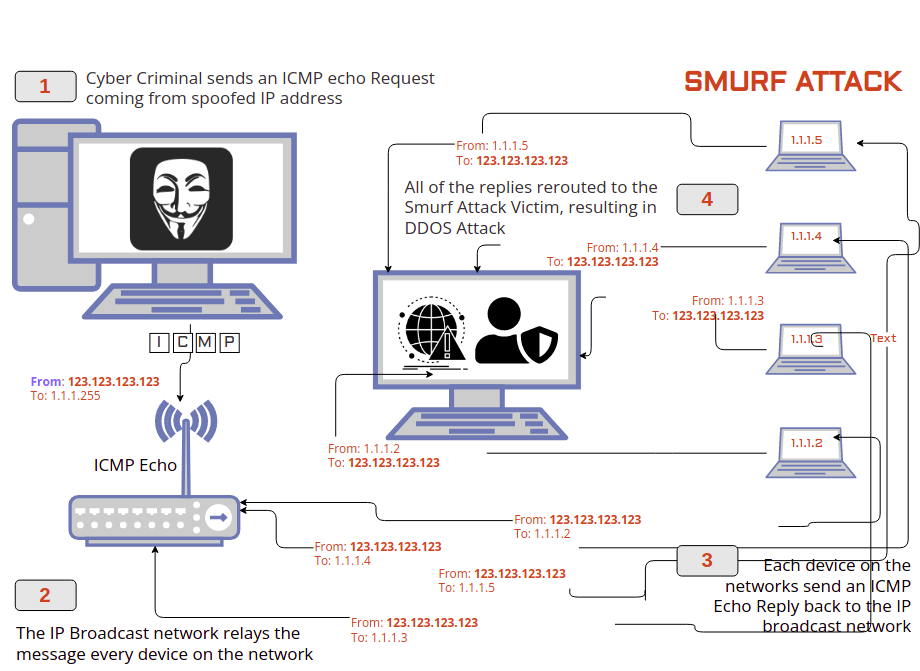 1
Cyber Criminal sends an ICMP echo Request
coming from spoofed IP address
SMURF ATTACK
From: 1.1.1.5
To: 123.123.123.123
1.1.1.5
All of the replies rerouted to the
Smurf Attack Victim, resulting in
DDOS Attack
4
From: 1.1.1.4
To: 123.123.123.123
1.1.1.4
From: 1.1.1.3
To: 123.123.123.123
1.1.1.3
Text
I C M P
From: 123.123.123.123
To: 1.1.1.255
From: 1.1.1.2
To: 123.123.123.123
1.1.1.2
ICMP Echo
From: 123.123.123.123
To: 1.1.1.2
From: 123.123.123.123
To: 1.1.1.4
From: 123.123.123.123
To: 1.1.1.5
3
Each device on the
networks send an ICMP
Echo Reply back to the IP
broadcast network
2
The IP Broadcast network relays the
message every device on the network
From: 123.123.123.123
To: 1.1.1.3